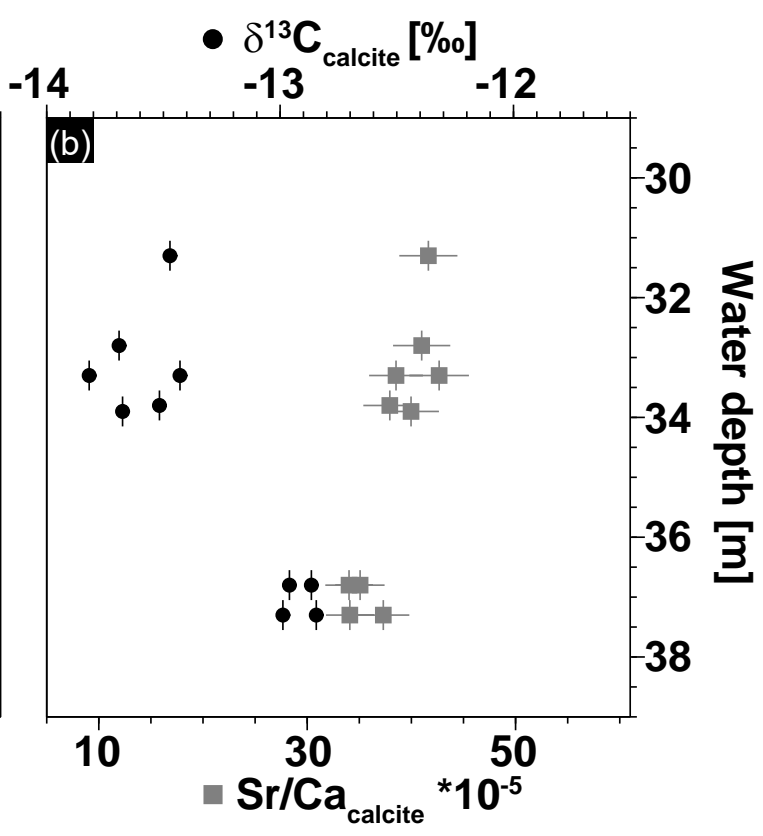 δ¹³C_calcite [‰]
-14 -13 -12
(b)
30
32
34
36
38
Water depth [m]
10 30 50
Sr/Ca_calcite *10⁻⁵